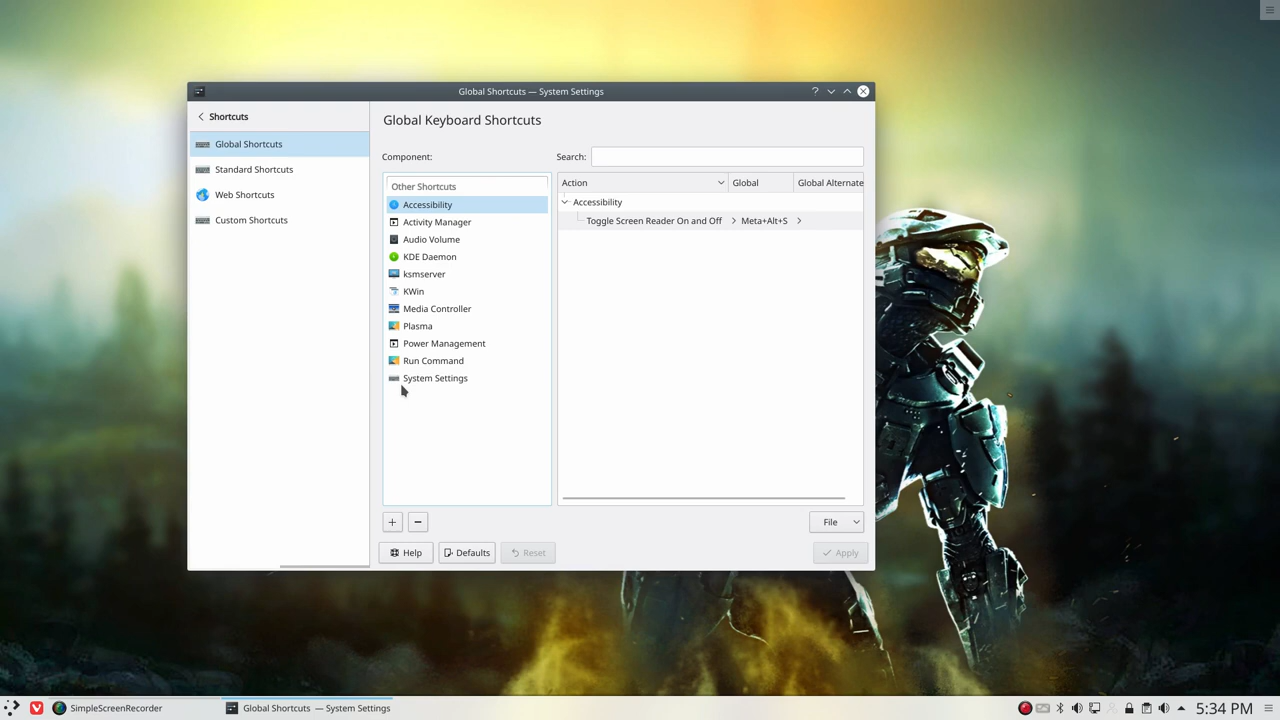 Global Shortcuts — System Settings
Shortcuts
Global Shortcuts
Standard Shortcuts
Web Shortcuts
Custom Shortcuts
Global Keyboard Shortcuts
Component:
Search:
Other Shortcuts
Accessibility
Activity Manager
Audio Volume
KDE Daemon
ksmserver
KWin
Media Controller
Plasma
Power Management
Run Command
System Settings
Action Global Global Alternate
Accessibility
Toggle Screen Reader On and Off Meta+Alt+S
File
Help Defaults Reset Apply
SimpleScreenRecorder Global Shortcuts — System Settings 5:34 PM